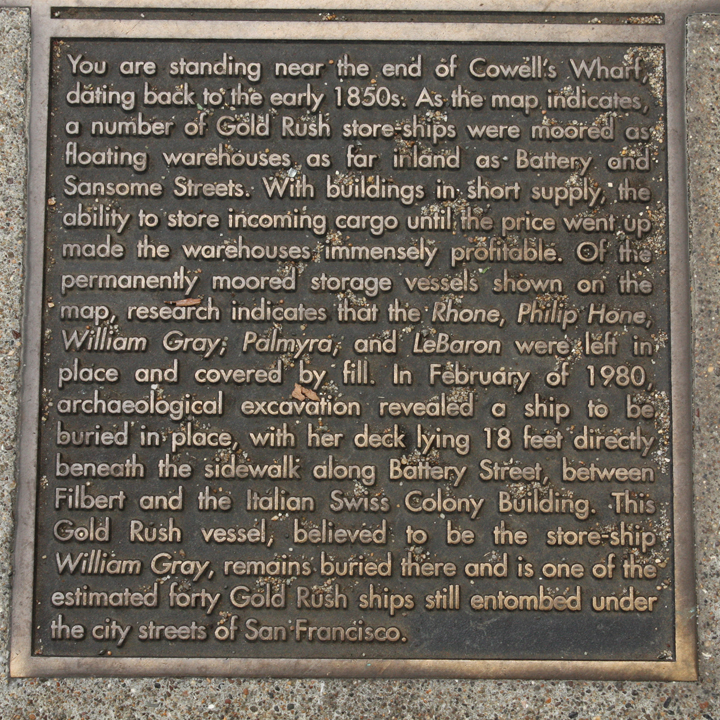 You are standing near the end of Cowell's Wharf,
dating back to the early 1850s. As the map indicates,
a number of Gold Rush store-ships were moored as
floating warehouses as far inland as Battery and
Sansome Streets. With buildings in short supply, the
ability to store incoming cargo until the price went up
made the warehouses immensely profitable. Of the
permanently moored storage vessels shown on the
map, research indicates that the Rhone, Philip Hone,
William Gray, Palmyra, and LeBaron were left in
place and covered by fill. In February of 1980,
archaeological excavation revealed a ship to be
buried in place, with her deck lying 18 feet directly
beneath the sidewalk along Battery Street, between
Filbert and the Italian Swiss Colony Building. This
Gold Rush vessel, believed to be the store-ship
William Gray, remains buried there and is one of the
estimated forty Gold Rush ships still entombed under
the city streets of San Francisco.